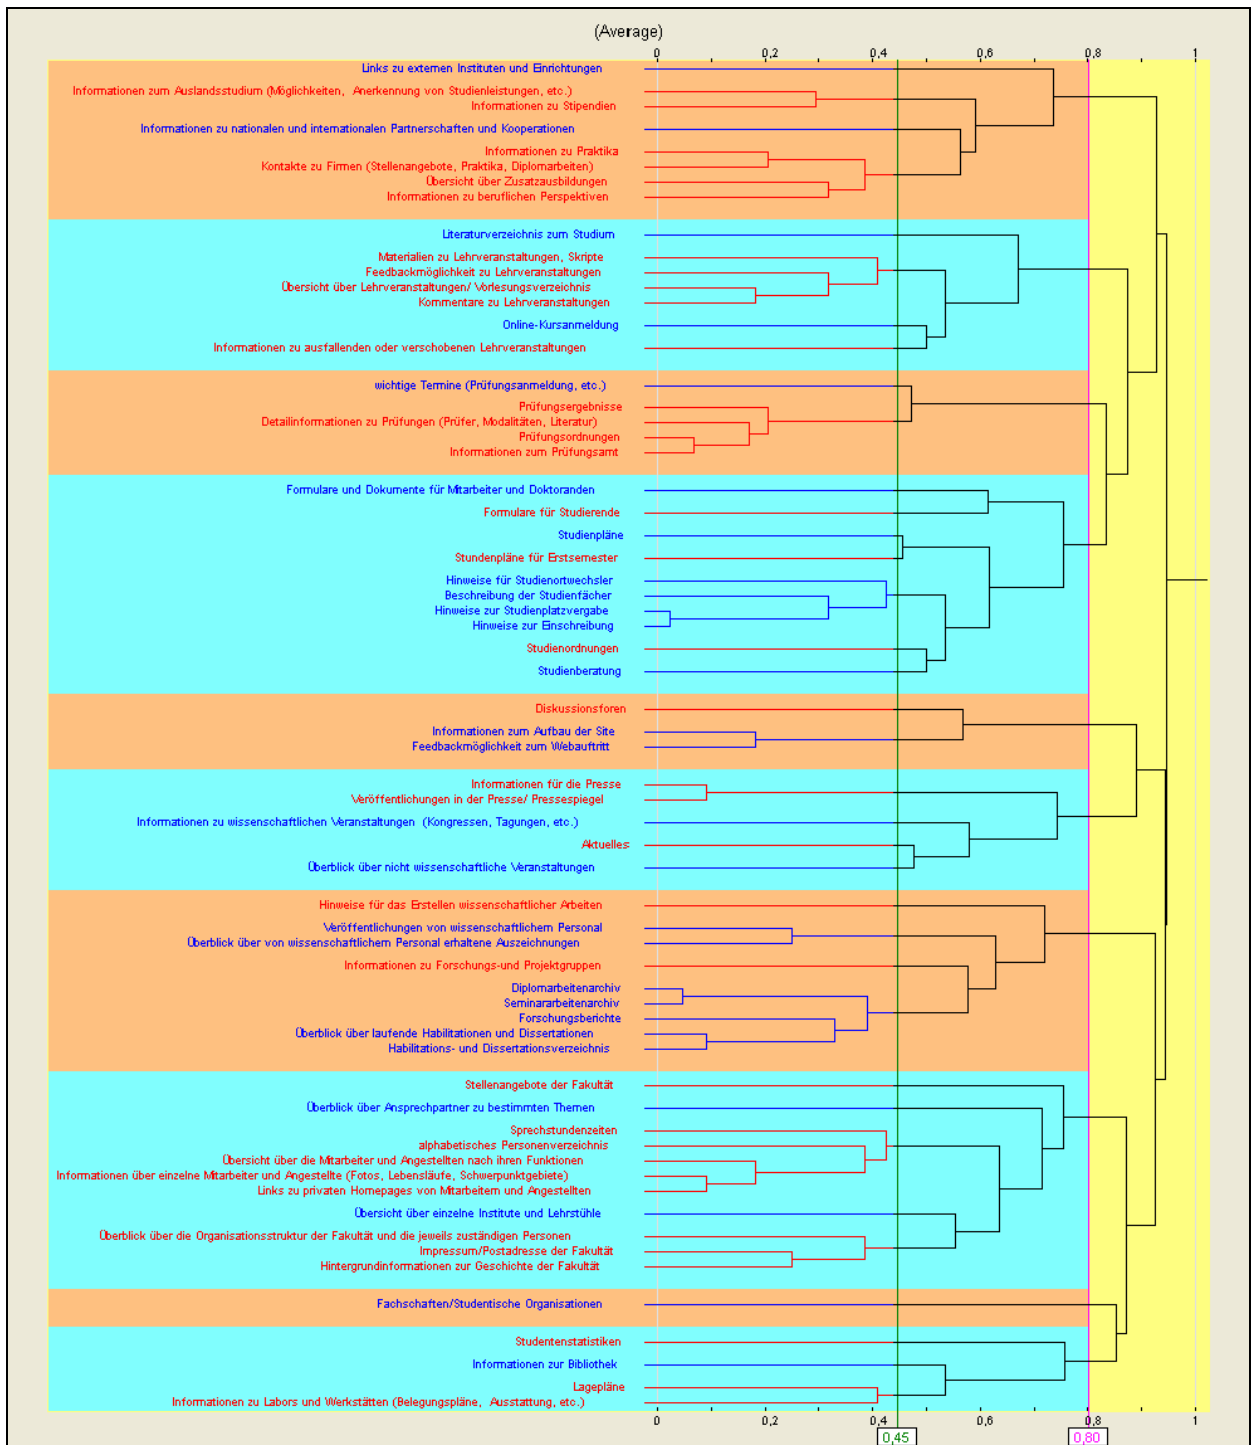 (Average)
0 0,2 0,4 0,6 0,8 1
Links zu externen Instituten und Einrichtungen
Informationen zum Auslandsstudium (Möglichkeiten, Anerkennung von Studienleistungen, etc.)
Informationen zu Stipendien
Informationen zu nationalen und internationalen Partnerschaften und Kooperationen
Informationen zu Praktika
Kontakte zu Firmen (Stellenangebote, Praktika, Diplomarbeiten)
Übersicht über Zusatzausbildungen
Informationen zu beruflichen Perspektiven
Literaturverzeichnis zum Studium
Materialien zu Lehrveranstaltungen, Skripte
Feedbackmöglichkeit zu Lehrveranstaltungen
Übersicht über Lehrveranstaltungen/ Vorlesungsverzeichnis
Kommentare zu Lehrveranstaltungen
Online-Kursanmeldung
Informationen zu ausfallenden oder verschobenen Lehrveranstaltungen
wichtige Termine (Prüfungsanmeldung, etc.)
Prüfungsergebnisse
Detailinformationen zu Prüfungen (Prüfer, Modalitäten, Literatur)
Prüfungsordnungen
Informationen zum Prüfungsamt
Formulare und Dokumente für Mitarbeiter und Doktoranden
Formulare für Studierende
Studienpläne
Stundenpläne für Erstsemester
Hinweise für Studienortwechsler
Beschreibung der Studienfächer
Hinweise zur Studienplatzvergabe
Hinweise zur Einschreibung
Studienordnungen
Studienberatung
Diskussionsforen
Informationen zum Aufbau der Site
Feedbackmöglichkeit zum Webauftritt
Informationen für die Presse
Veröffentlichungen in der Presse/ Pressespiegel
Informationen zu wissenschaftlichen Veranstaltungen (Kongressen, Tagungen, etc.)
Aktuelles
Überblick über nicht wissenschaftliche Veranstaltungen
Hinweise für das Erstellen wissenschaftlicher Arbeiten
Veröffentlichungen von wissenschaftlichem Personal
Überblick über von wissenschaftlichem Personal erhaltene Auszeichnungen
Informationen zu Forschungs-und Projektgruppen
Diplomarbeitenarchiv
Seminararbeitenarchiv
Forschungsberichte
Überblick über laufende Habilitationen und Dissertationen
Habilitations- und Dissertationsverzeichnis
Stellenangebote der Fakultät
Überblick über Ansprechpartner zu bestimmten Themen
Sprechstundenzeiten
alphabetisches Personenverzeichnis
Übersicht über die Mitarbeiter und Angestellten nach ihren Funktionen
Informationen über einzelne Mitarbeiter und Angestellte (Fotos, Lebensläufe, Schwerpunktgebiete)
Links zu privaten Homepages von Mitarbeitern und Angestellten
Übersicht über einzelne Institute und Lehrstühle
Überblick über die Organisationsstruktur der Fakultät und die jeweils zuständigen Personen
Impressum/Postadresse der Fakultät
Hintergrundinformationen zur Geschichte der Fakultät
Fachschaften/Studentische Organisationen
Studentenstatistiken
Informationen zur Bibliothek
Lagepläne
Informationen zu Labors und Werkstätten (Belegungspläne, Ausstattung, etc.)
0 0,2 0,4 0,6 0,8 1
0,45 0,80